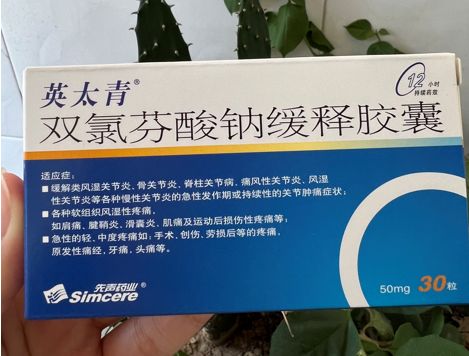 英太青®
12小时
持续药效
双氯芬酸钠缓释胶囊
适应症:
■ 缓解类风湿关节炎、骨关节炎、脊柱关节病、痛风性关节炎、风湿
性关节炎等各种慢性关节炎的急性发作期或持续性的关节肿痛症状;
■ 各种软组织风湿性疼痛,
如肩痛、腱鞘炎、滑囊炎、肌痛及运动后损伤性疼痛等;
■ 急性的轻、中度疼痛如:手术、创伤、劳损后等的疼痛,
原发性痛经、牙痛、头痛等。
先声药业®
Simcere
50mg 30粒